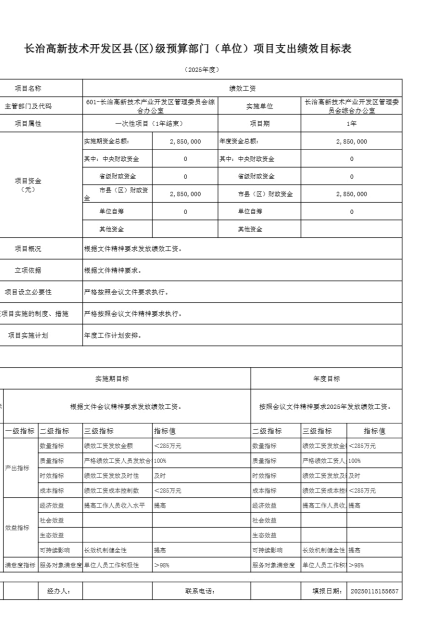 长治高新技术开发区县(区)级预算部门（单位）项目支出绩效目标表
（2025年度）
项目名称 绩效工资
主管部门及代码 601-长治高新技术产业开发区管理委员会综合办公室 实施单位 长治高新技术产业开发区管理委员会综合办公室
项目属性 一次性项目（1年结束） 项目期 1年
项目资金（元） 实施期资金总额： 2,850,000 年度资金总额： 2,850,000
其中：中央财政资金 0 其中：中央财政资金 0
省级财政资金 0 省级财政资金 0
市县（区）财政资金 2,850,000 市县（区）财政资金 2,850,000
单位自筹 0 单位自筹 0
其他资金 其他资金
项目概况 根据文件精神要求发放绩效工资。
立项依据 根据文件精神要求。
项目设立必要性 严格按照会议文件要求执行。
项目实施的制度、措施 严格按照会议文件精神要求执行。
项目实施计划 年度工作计划安排。
实施期目标 年度目标
根据文件会议精神要求发放绩效工资。 按照会议文件精神要求2025年发放绩效工资。
一级指标 二级指标 三级指标 指标值 二级指标 三级指标 指标值
产出指标 数量指标 绩效工资发放金额 <285万元 数量指标 绩效工资发放金 <285万元
质量指标 严格绩效工资人员发放合 100% 质量指标 严格绩效工资人 100%
时效指标 绩效工资发放及时性 及时 时效指标 绩效工资发放及 及时
成本指标 绩效工资成本控制数 <285万元 成本指标 绩效工资成本控 <285万元
效益指标 经济效益 提高工作人员收入水平 提高 经济效益 提高工作人员收 提高
社会效益 社会效益
生态效益 生态效益
可持续影响 长效机制健全性 提高 可持续影响 长效机制健全性 提高
满意度指标 服务对象满意度 单位人员工作积极性 >98% 服务对象满意度 单位人员工作积 >98%
经办人： 联系电话： 填报日期： 20250115155657